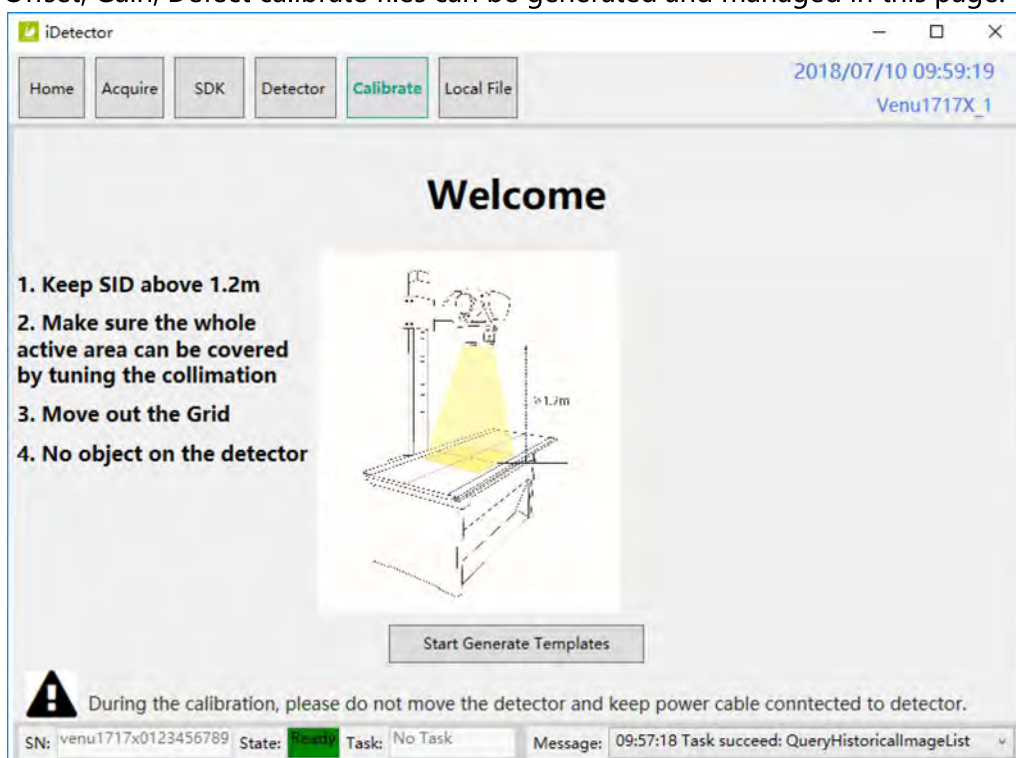 Offset, Gain, Defect calibrate files can be generated and managed in this page.
iDetector
Home
Acquire
SDK
Detector
Calibrate
Local File
2018/07/10 09:59:19
Venu1717X_1
Welcome
1. Keep SID above 1.2m
2. Make sure the whole
active area can be covered
by tuning the collimation
3. Move out the Grid
4. No object on the detector
≥1.2m
Start Generate Templates
During the calibration, please do not move the detector and keep power cable conntected to detector.
SN: venu1717x0123456789 State: Ready Task: No Task Message: 09:57:18 Task succeed: QueryHistoricalImageList